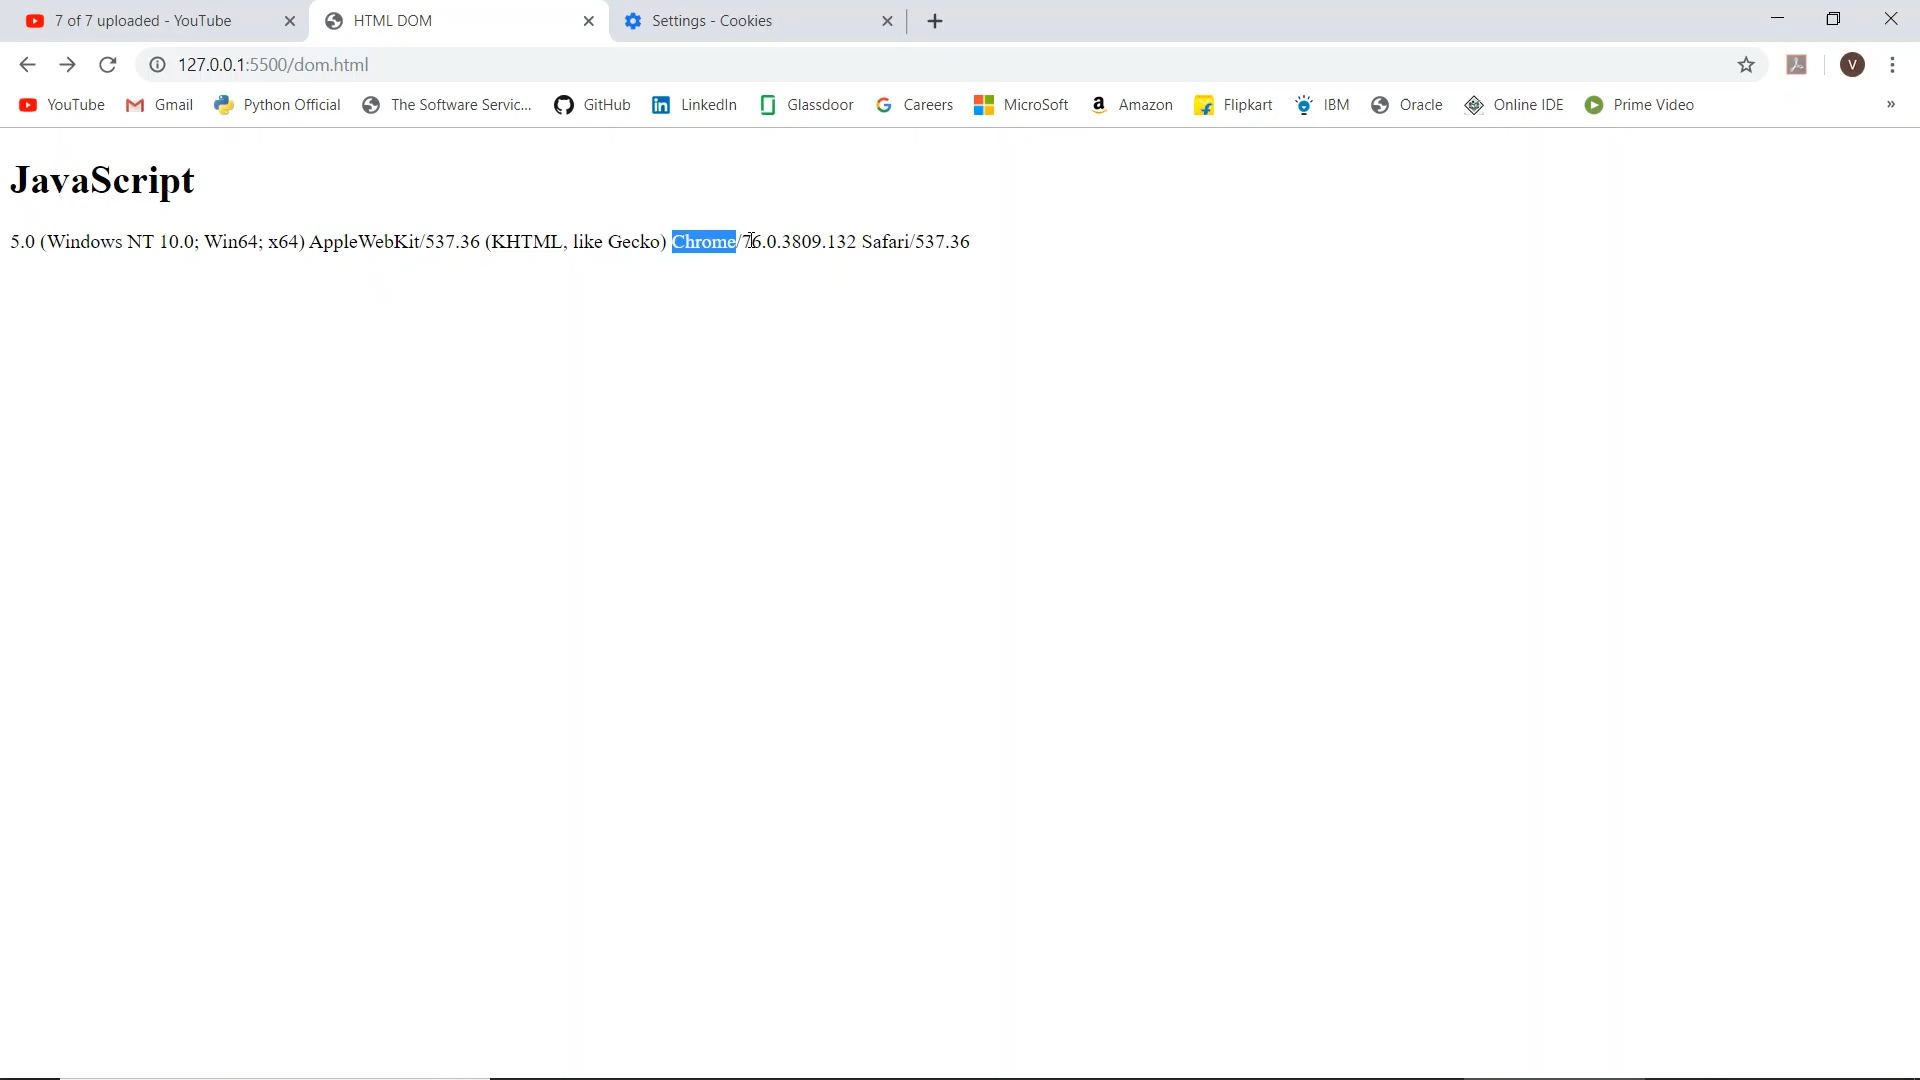 7 of 7 uploaded - YouTube HTML DOM Settings - Cookies
127.0.0.1:5500/dom.html V
YouTube Gmail Python Official The Software Servic... GitHub LinkedIn Glassdoor Careers MicroSoft Amazon Flipkart IBM Oracle Online IDE Prime Video »
JavaScript
5.0 (Windows NT 10.0; Win64; x64) AppleWebKit/537.36 (KHTML, like Gecko) Chrome/76.0.3809.132 Safari/537.36